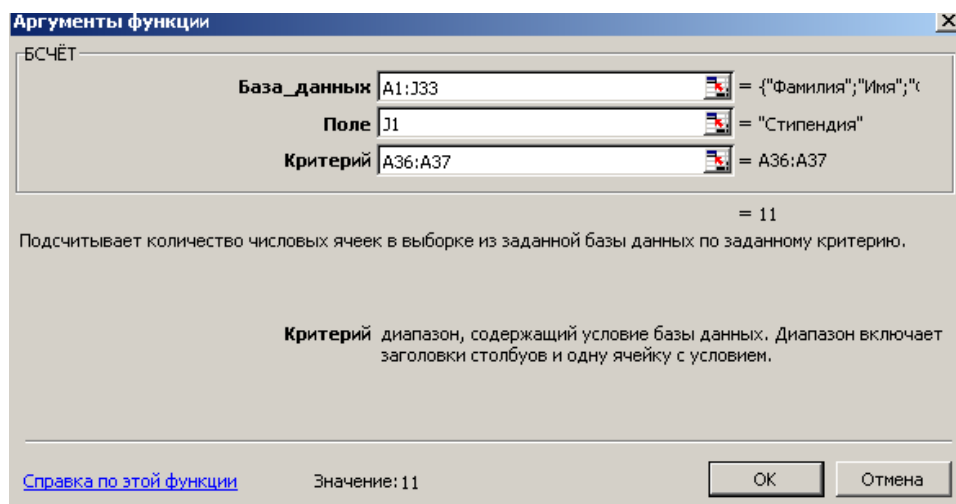 Аргументы функции
БСЧЁТ
База_данных A1:J33 = {"Фамилия";"Имя";"
Поле J1 = "Стипендия"
Критерий A36:A37 = A36:A37
= 11
Подсчитывает количество числовых ячеек в выборке из заданной базы данных по заданному критерию.
Критерий диапазон, содержащий условие базы данных. Диапазон включает
заголовки столбуов и одну ячейку с условием.
Справка по этой функции Значение:11 OK Отмена